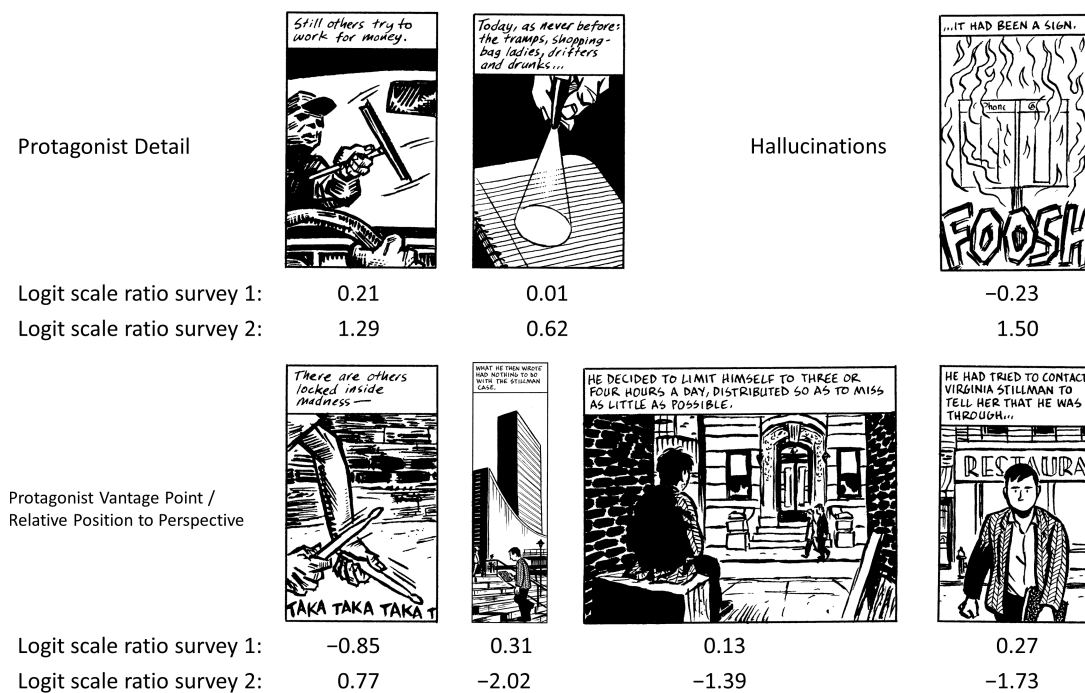 Still others try to
work for money.
Today, as never before:
the tramps, shopping-
bag ladies, drifters
and drunks...
...IT HAD BEEN A SIGN.
Protagonist Detail
Hallucinations
Phone
FOOSH
Logit scale ratio survey 1: 0.21 0.01 −0.23
Logit scale ratio survey 2: 1.29 0.62 1.50
There are others
locked inside
madness—
WHAT HE THEN WROTE
HAD NOTHING TO DO
WITH THE STILLMAN
CASE.
HE DECIDED TO LIMIT HIMSELF TO THREE OR
FOUR HOURS A DAY, DISTRIBUTED SO AS TO MISS
AS LITTLE AS POSSIBLE.
HE HAD TRIED TO CONTACT
VIRGINIA STILLMAN TO
TELL HER THAT HE WAS
THROUGH...
RESTAURA
Protagonist Vantage Point /
Relative Position to Perspective
TAKA TAKA TAKA T
Logit scale ratio survey 1: −0.85 0.31 0.13 0.27
Logit scale ratio survey 2: 0.77 −2.02 −1.39 −1.73